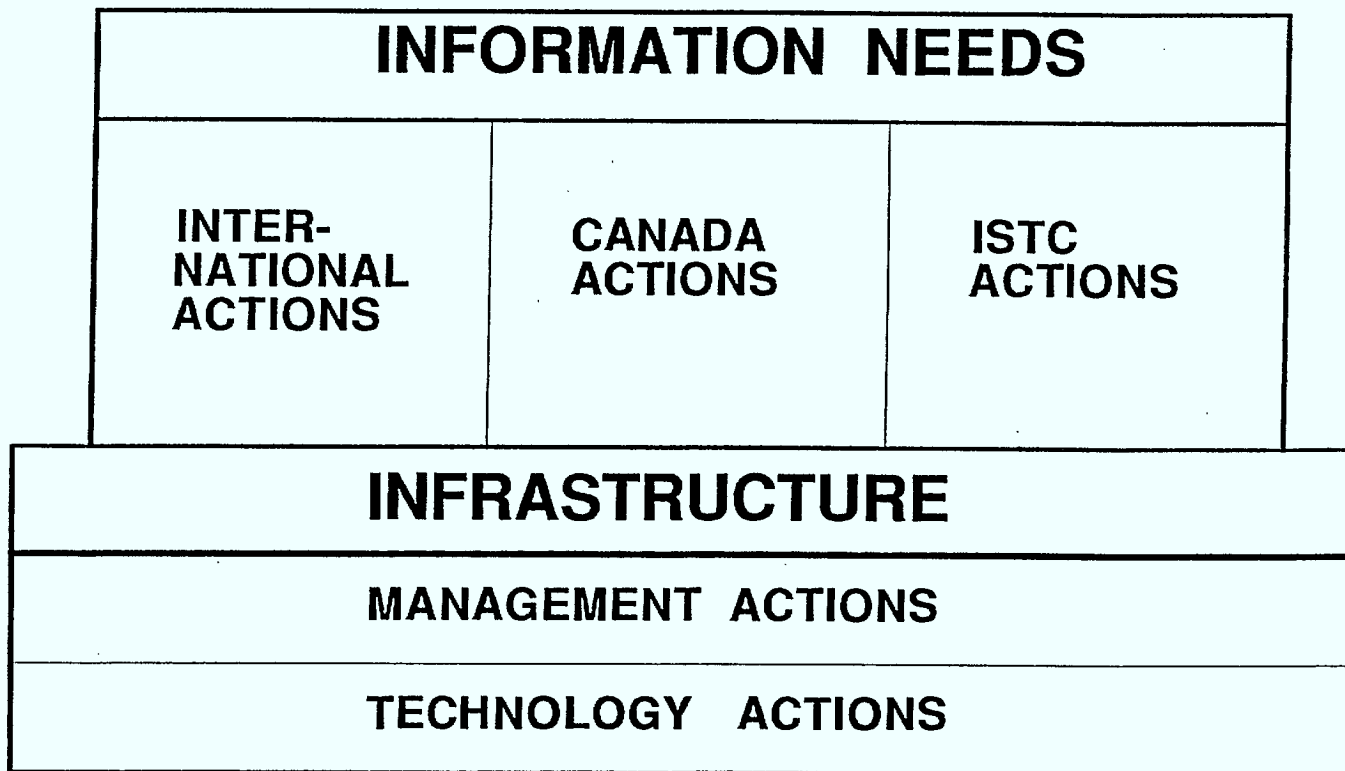 INFORMATION NEEDS
INTER-
NATIONAL
ACTIONS
CANADA
ACTIONS
ISTC
ACTIONS
INFRASTRUCTURE
MANAGEMENT ACTIONS
TECHNOLOGY ACTIONS